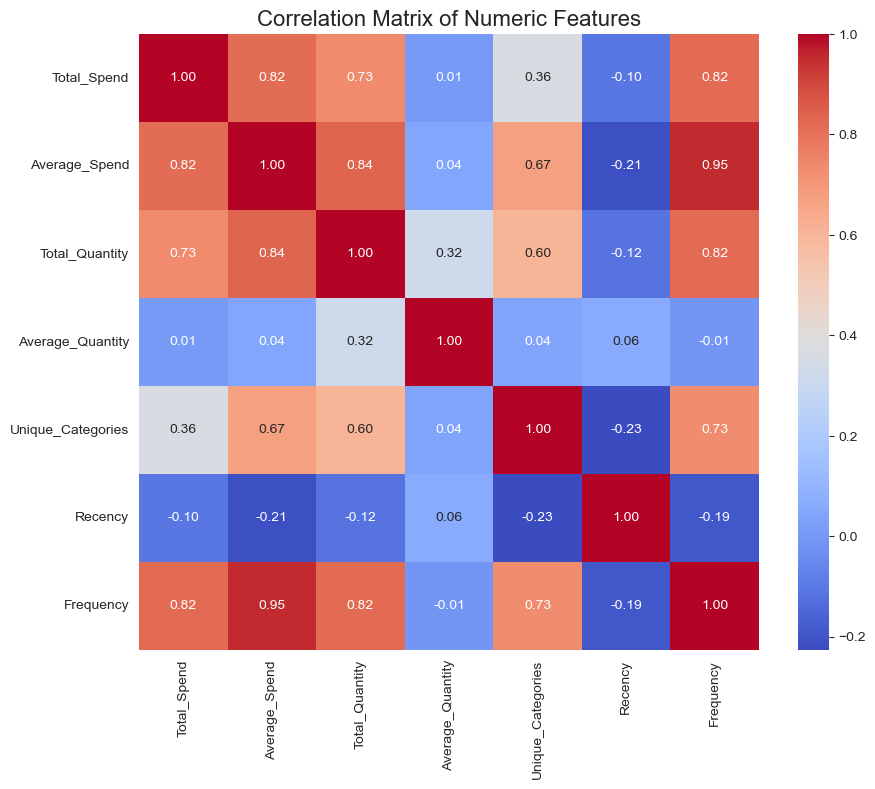 Correlation Matrix of Numeric Features
Total_Spend 1.00 0.82 0.73 0.01 0.36 -0.10 0.82
Average_Spend 0.82 1.00 0.84 0.04 0.67 -0.21 0.95
Total_Quantity 0.73 0.84 1.00 0.32 0.60 -0.12 0.82
Average_Quantity 0.01 0.04 0.32 1.00 0.04 0.06 -0.01
Unique_Categories 0.36 0.67 0.60 0.04 1.00 -0.23 0.73
Recency -0.10 -0.21 -0.12 0.06 -0.23 1.00 -0.19
Frequency 0.82 0.95 0.82 -0.01 0.73 -0.19 1.00
Total_Spend
Average_Spend
Total_Quantity
Average_Quantity
Unique_Categories
Recency
Frequency
1.0
0.8
0.6
0.4
0.2
0.0
−0.2